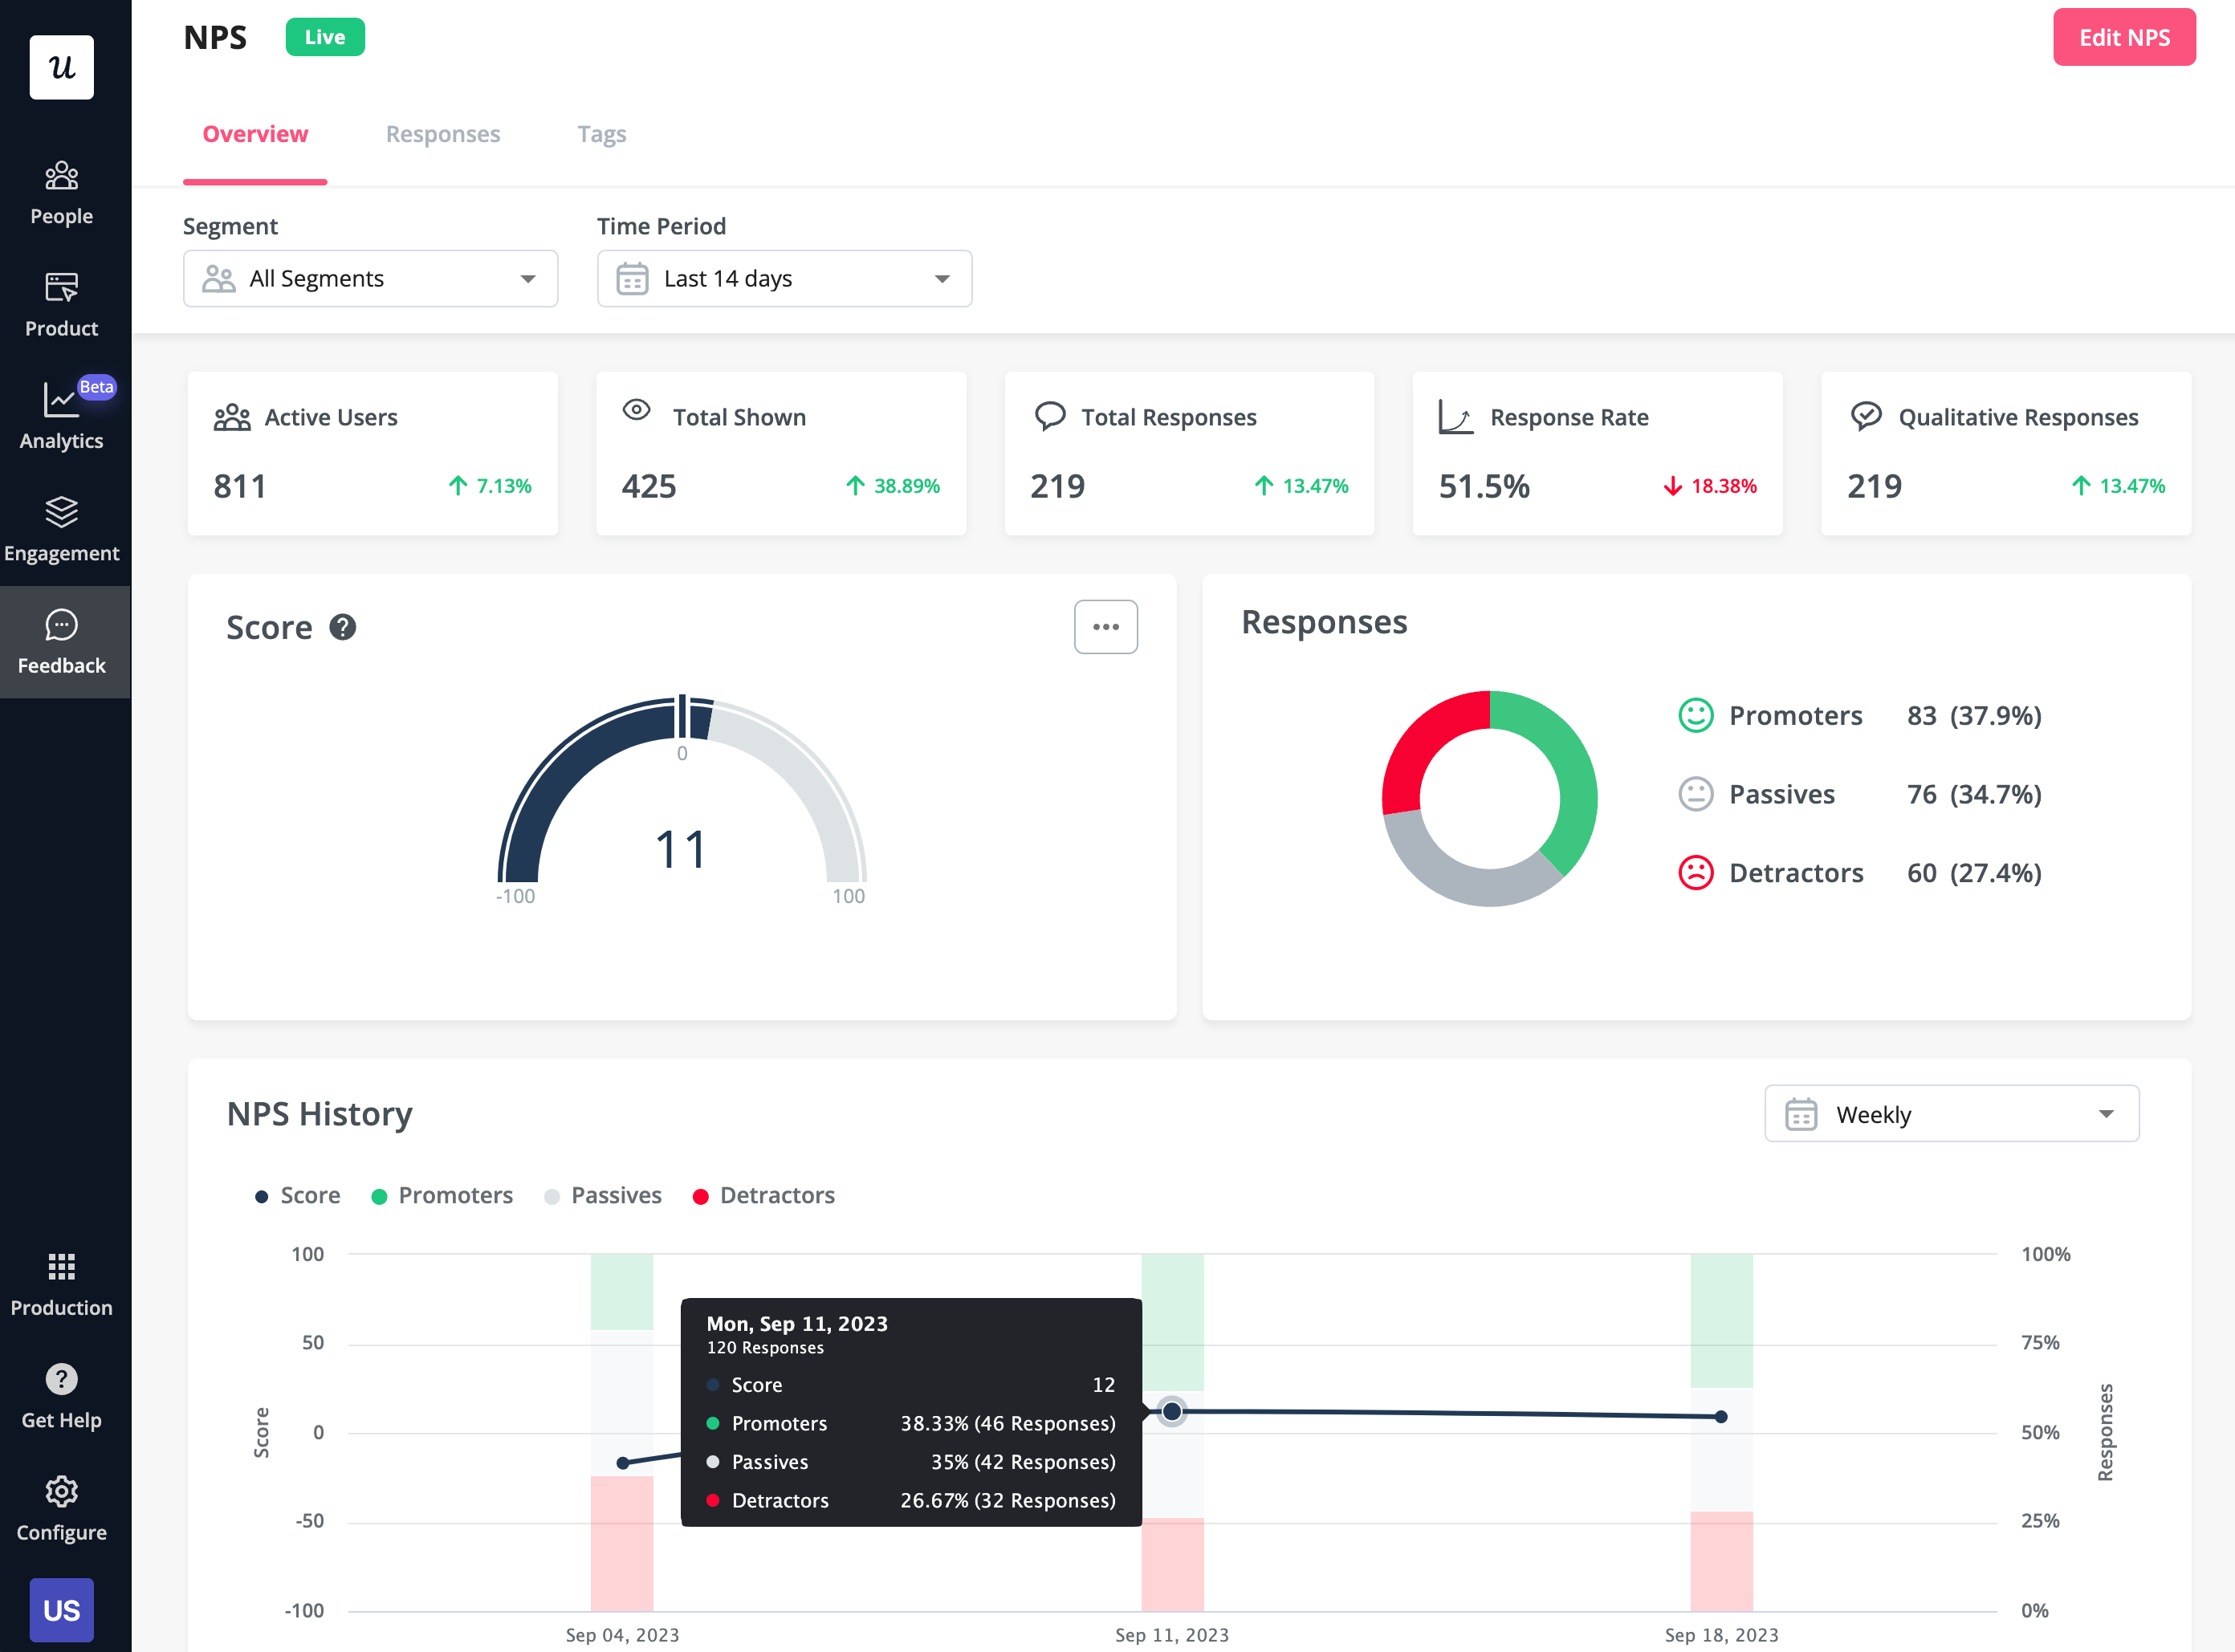 u
NPS
Live
Edit NPS
People
Product
Beta
Analytics
Engagement
Feedback
Production
?
Get Help
Configure
US
Overview
Responses
Tags
Segment
Time Period
All Segments
Last 14 days
Active Users
811
7.13%
Total Shown
425
38.89%
Total Responses
219
13.47%
Response Rate
51.5%
18.38%
Qualitative Responses
219
13.47%
Score ?
0
11
-100
100
Responses
Promoters 83 (37.9%)
Passives 76 (34.7%)
Detractors 60 (27.4%)
NPS History
Weekly
Score
Promoters
Passives
Detractors
100
50
0
-50
-100
Score
Mon, Sep 11, 2023
120 Responses
Score 12
Promoters 38.33% (46 Responses)
Passives 35% (42 Responses)
Detractors 26.67% (32 Responses)
100%
75%
50%
25%
0%
Responses
Sep 04, 2023
Sep 11, 2023
Sep 18, 2023